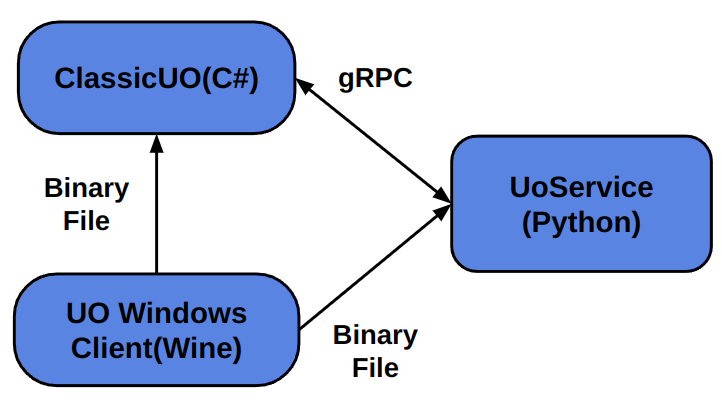 ClassicUO(C#)
gRPC
Binary
File
UoService
(Python)
UO Windows
Client(Wine)
Binary
File